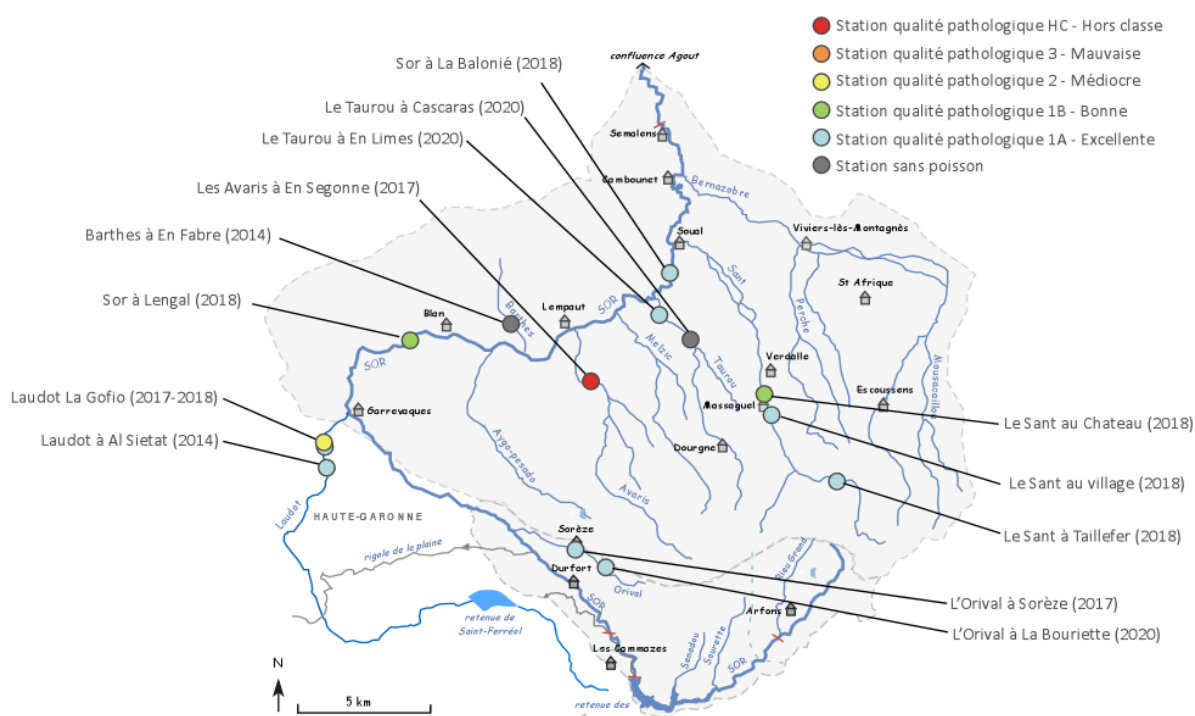 Station qualité pathologique HC - Hors classe
Station qualité pathologique 3 - Mauvaise
Station qualité pathologique 2 - Médiocre
Station qualité pathologique 1B - Bonne
Station qualité pathologique 1A - Excellente
Station sans poisson
Sor à La Balonié (2018)
Le Taurou à Cascaras (2020)
Le Taurou à En Limes (2020)
Les Avaris à En Segonne (2017)
Barthes à En Fabre (2014)
Sor à Lengal (2018)
Laudot La Gofio (2017-2018)
Laudot à Al Sietat (2014)
confluence Agout
Semalens
Cambounet
Bernazobre
Soual
Viviers-lès-Montagnès
Sant
St Afrique
Perche
Lempaut
SOR
Blan
Barthes
Melzic
Taurou
Verdalle
Moussacaillou
SOR
Escoussens
Massaguel
Garrevaques
Dourgne
Aygo-pesado
Avaris
Laudot
HAUTE-GARONNE
rigole de la plaine
Sorèze
Durfort
Orival
SOR
Rieu Grand
Arfons
Sanadou
Sourette
SOR
retenue de
Saint-Ferréol
Les Cammazes
retenue des
Le Sant au Chateau (2018)
Le Sant au village (2018)
Le Sant à Taillefer (2018)
L'Orival à Sorèze (2017)
L'Orival à La Bouriette (2020)
N
5 km